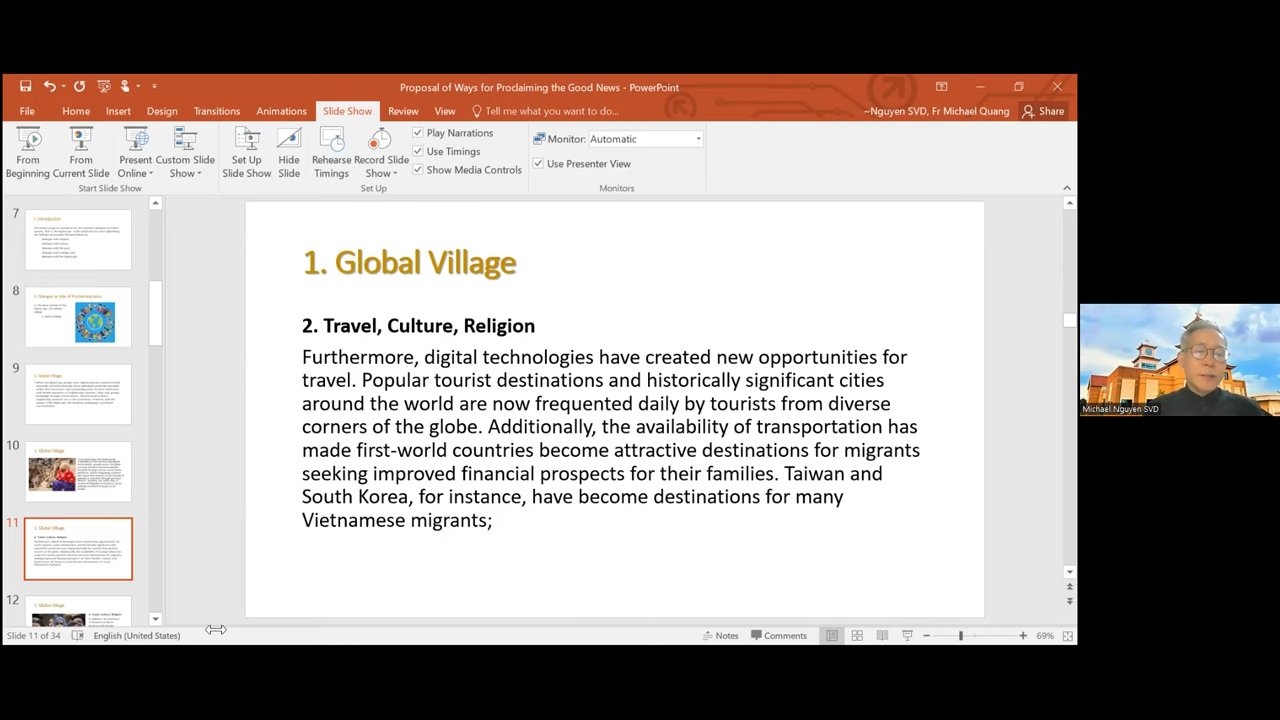 Proposal of Ways for Proclaiming the Good News - PowerPoint
File Home Insert Design Transitions Animations Slide Show Review View Tell me what you want to do... ~Nguyen SVD, Fr Michael Quang Share
From Beginning
From Current Slide
Present Online
Custom Slide Show
Set Up Slide Show
Hide Slide
Rehearse Timings
Record Slide Show
Play Narrations
Use Timings
Show Media Controls
Monitor: Automatic
Use Presenter View
Start Slide Show
Set Up
Monitors
7
8
9
10
11
12
1. Global Village
2. Travel, Culture, Religion
Furthermore, digital technologies have created new opportunities for
travel. Popular tourist destinations and historically significant cities
around the world are now frequented daily by tourists from diverse
corners of the globe. Additionally, the availability of transportation has
made first-world countries become attractive destinations for migrants
seeking improved financial prospects for their families. Taiwan and
South Korea, for instance, have become destinations for many
Vietnamese migrants;
Michael Nguyen SVD
Slide 11 of 34 English (United States) Notes Comments 69%